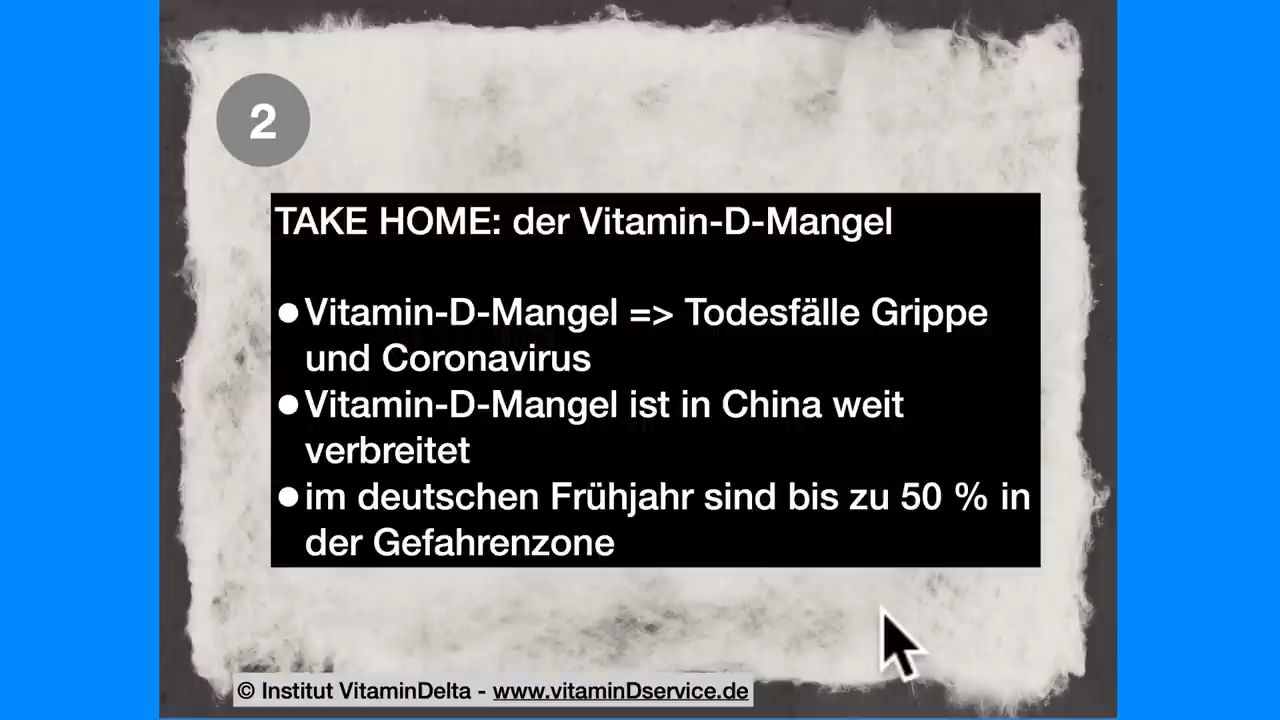 2
TAKE HOME: der Vitamin-D-Mangel
●Vitamin-D-Mangel => Todesfälle Grippe
und Coronavirus
●Vitamin-D-Mangel ist in China weit
verbreitet
●im deutschen Frühjahr sind bis zu 50 % in
der Gefahrenzone
© Institut VitaminDelta - www.vitaminDservice.de